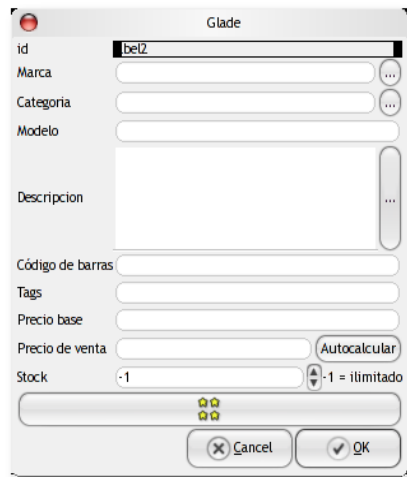 Glade
id .bel2
Marca ...
Categoria ...
Modelo
Descripcion ...
Código de barras
Tags
Precio base
Precio de venta Autocalcular
Stock -1 -1 = ilimitado
Cancel OK